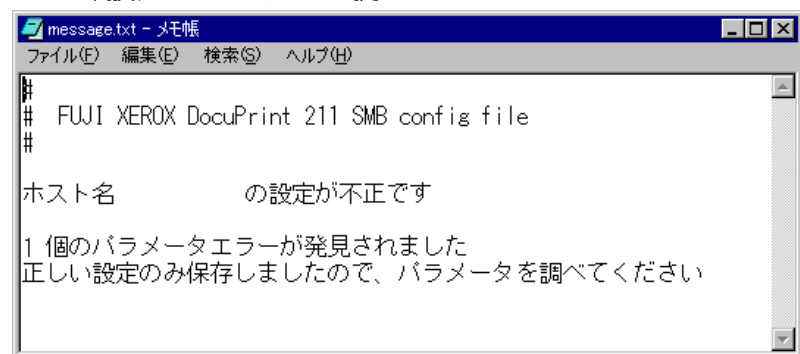 message.txt - メモ帳
ファイル(F) 編集(E) 検索(S) ヘルプ(H)
#
#  FUJI XEROX DocuPrint 211 SMB config file
#
ホスト名 の設定が不正です
1 個のパラメータエラーが発見されました
正しい設定のみ保存しましたので、パラメータを調べてください